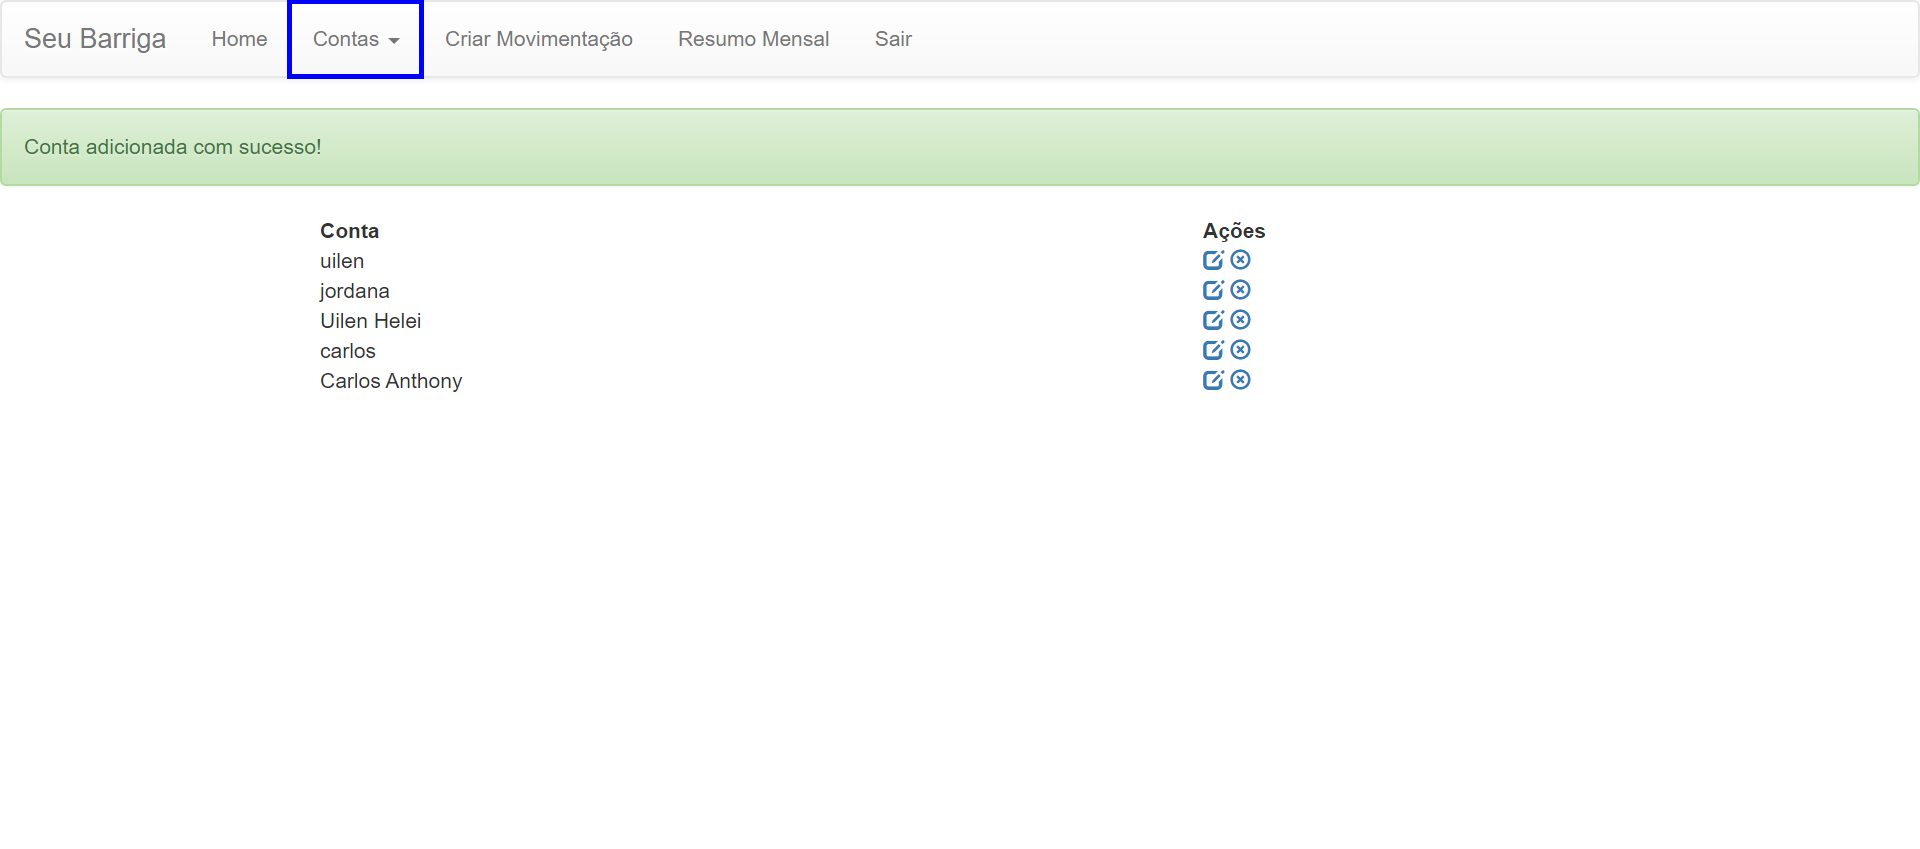 Seu Barriga Home Contas Criar Movimentação Resumo Mensal Sair
Conta adicionada com sucesso!
Conta Ações
uilen
jordana
Uilen Helei
carlos
Carlos Anthony